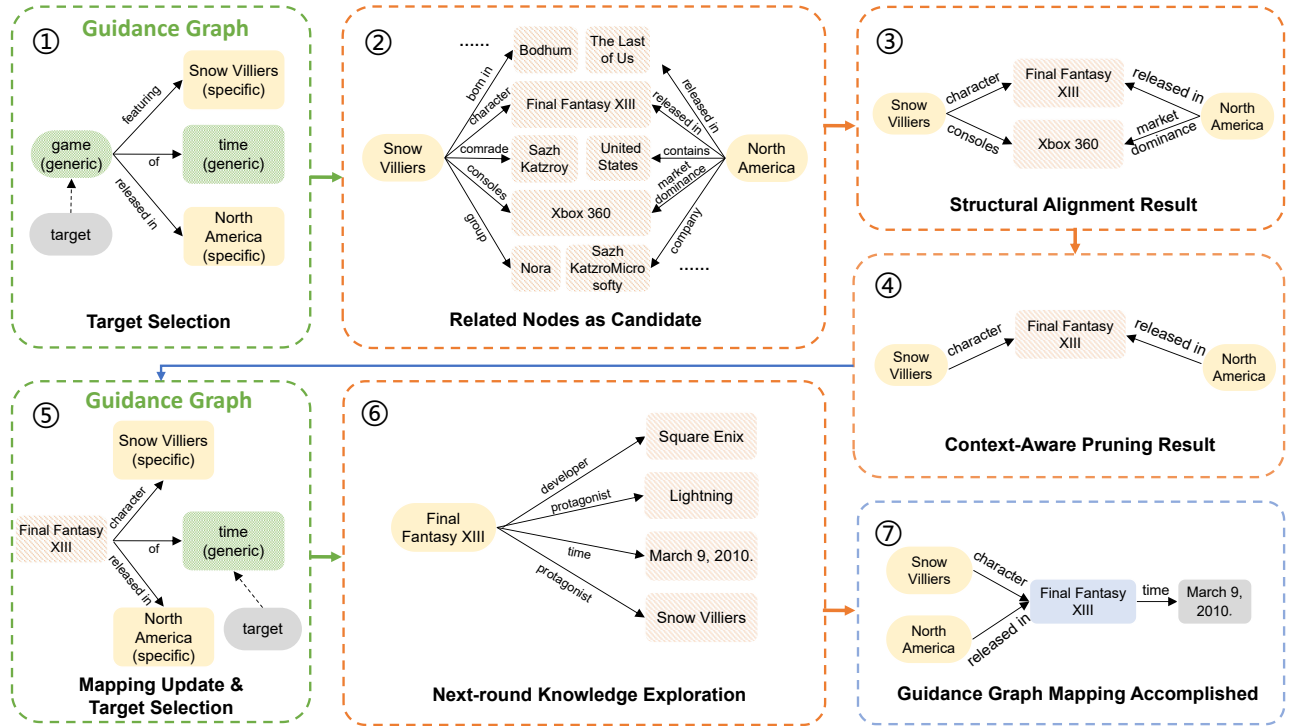 ①
Guidance Graph
featuring
Snow Villiers
(specific)
game
(generic)
of
time
(generic)
released in
North
America
(specific)
target
Target Selection
②
......
born in
Bodhum
The Last
of Us
released in
character
Final Fantasy XIII
released in
Snow
Villiers
comrade
Sazh
Katzroy
United
States
contains
North
America
consoles
Xbox 360
market
dominance
group
Nora
Sazh
KatzroMicro
softy
company
......
Related Nodes as Candidate
③
Snow
Villiers
character
Final Fantasy
XIII
released in
consoles
Xbox 360
market
dominance
North
America
Structural Alignment Result
④
Snow
Villiers
character
Final Fantasy
XIII
released in
North
America
Context-Aware Pruning Result
⑤
Guidance Graph
Snow Villiers
(specific)
character
Final Fantasy
XIII
of
time
(generic)
released in
North
America
(specific)
target
Mapping Update &
Target Selection
⑥
Final
Fantasy XIII
developer
Square Enix
protagonist
Lightning
time
March 9, 2010.
protagonist
Snow Villiers
Next-round Knowledge Exploration
⑦
Snow
Villiers
character
North
America
released in
Final Fantasy
XIII
time
March 9,
2010.
Guidance Graph Mapping Accomplished